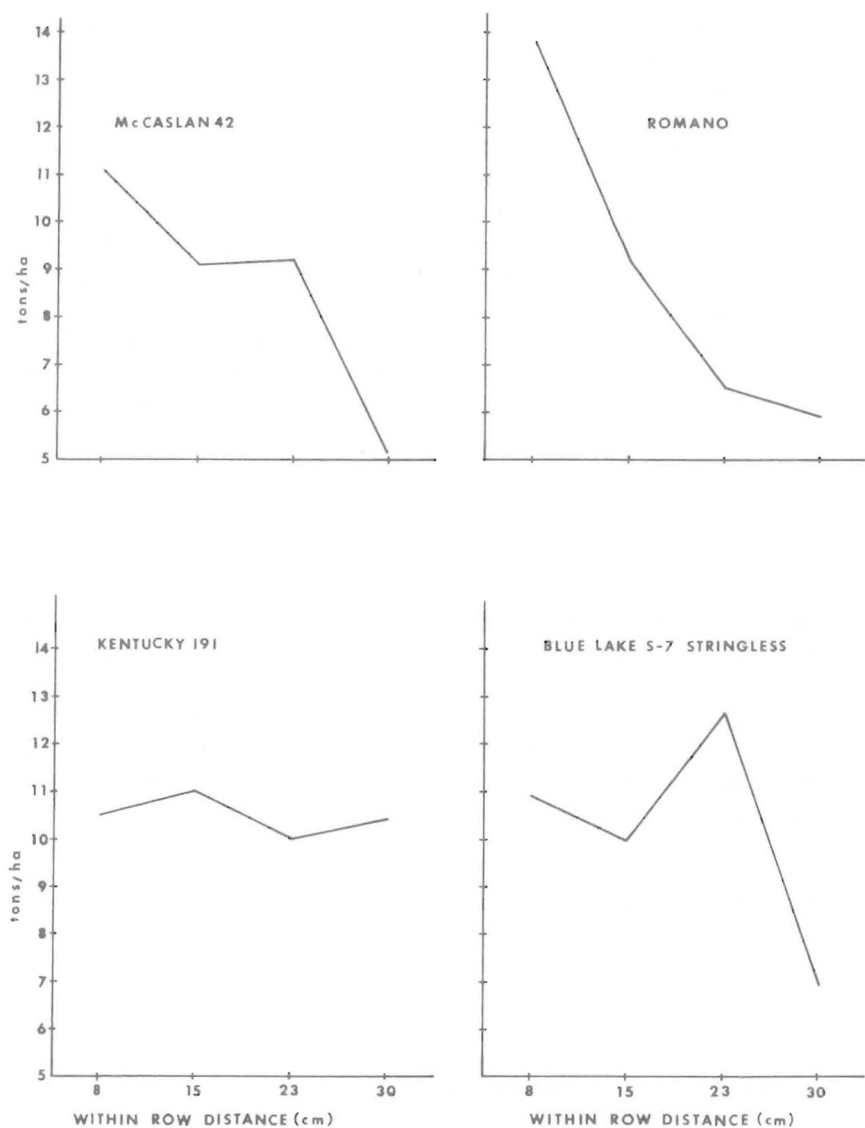 McCASLAN 42
14
13
12
11
10
9
8
7
6
5
tons/ha
ROMANO
KENTUCKY 191
14
13
12
11
10
9
8
7
6
5
tons/ha
8 15 23 30
WITHIN ROW DISTANCE (cm)
BLUE LAKE S-7 STRINGLESS
8 15 23 30
WITHIN ROW DISTANCE (cm)